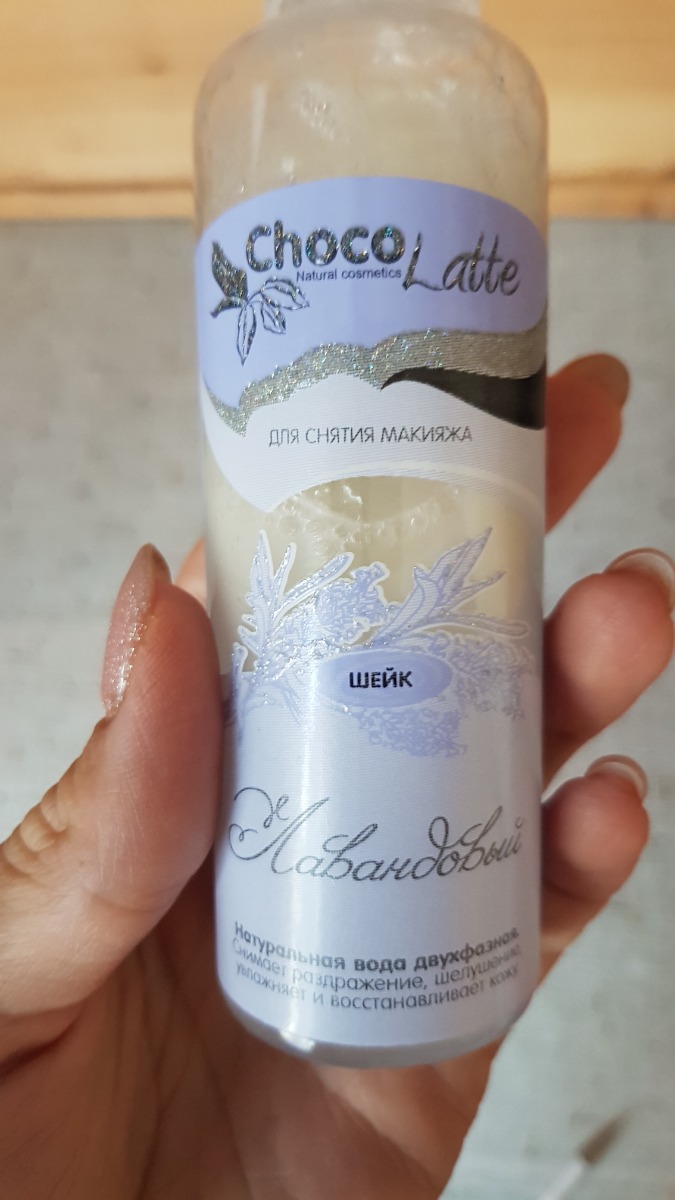 Choco Latte
Natural cosmetics
ДЛЯ СНЯТИЯ МАКИЯЖА
ШЕЙК
Лавандовый
Натуральная вода двухфазная.
Снимает раздражение, шелушение,
увлажняет и восстанавливает кожу